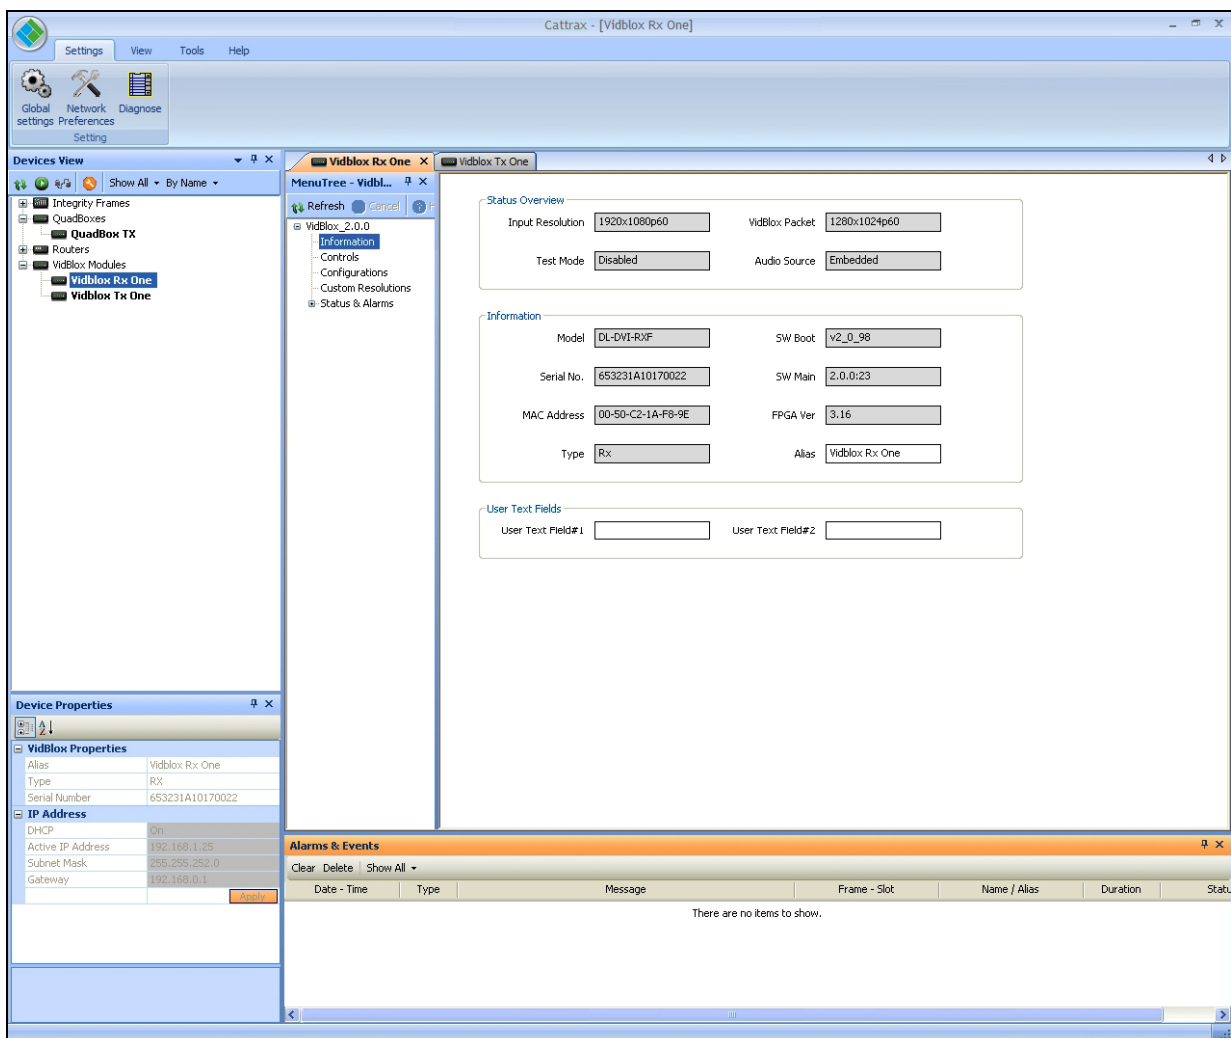 Cattrax - [Vidblox Rx One]
Settings View Tools Help
Global settings
Network Preferences
Diagnose
Setting
Devices View
Show All By Name
Integrity Frames
QuadBoxes
QuadBox TX
Routers
VidBlox Modules
Vidblox Rx One
Vidblox Tx One
Vidblox Rx One Vidblox Tx One
MenuTree - Vidbl...
Refresh Cancel
VidBlox_2.0.0
Information
Controls
Configurations
Custom Resolutions
Status & Alarms
Status Overview
Input Resolution 1920x1080p60 VidBlox Packet 1280x1024p60
Test Mode Disabled Audio Source Embedded
Information
Model DL-DVI-RXF SW Boot v2_0_98
Serial No. 653231A10170022 SW Main 2.0.0:23
MAC Address 00-50-C2-1A-F8-9E FPGA Ver 3.16
Type Rx Alias Vidblox Rx One
User Text Fields
User Text Field#1 User Text Field#2
Device Properties
VidBlox Properties
Alias Vidblox Rx One
Type RX
Serial Number 653231A10170022
IP Address
DHCP On
Active IP Address 192.168.1.25
Subnet Mask 255.255.252.0
Gateway 192.168.0.1
Apply
Alarms & Events
Clear Delete Show All
Date - Time Type Message Frame - Slot Name / Alias Duration Statu
There are no items to show.